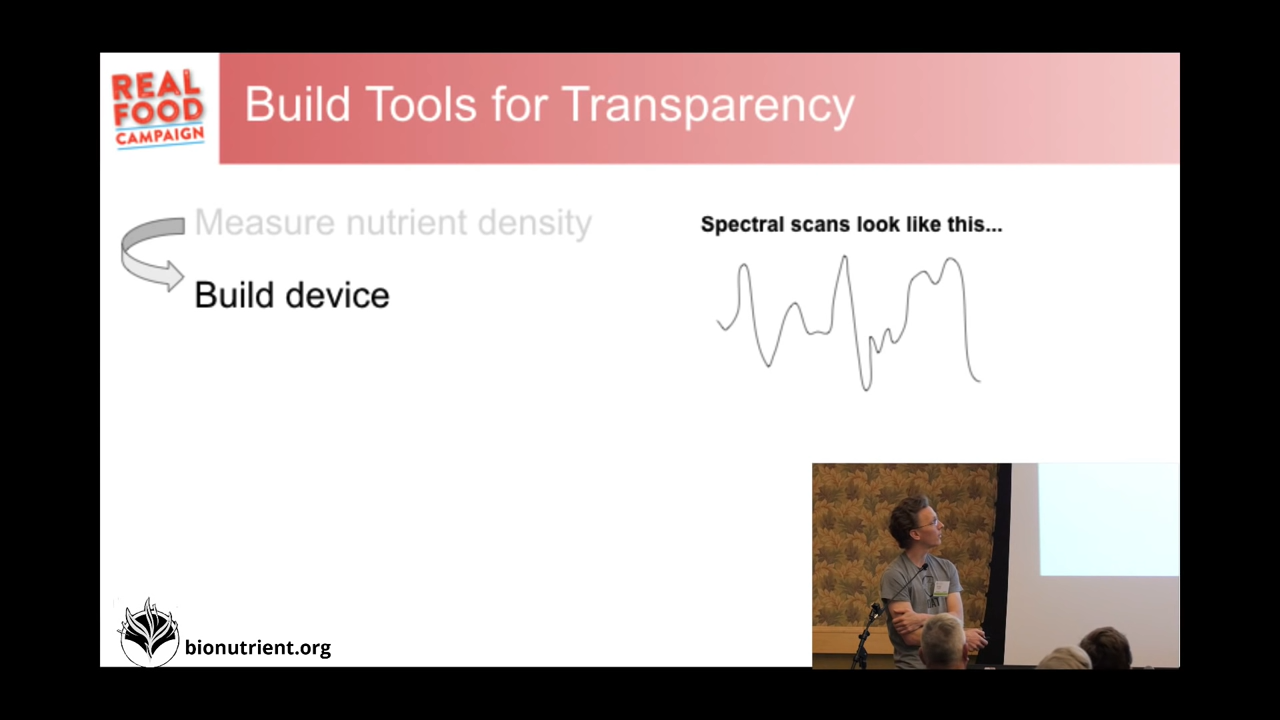 REAL
FOOD
CAMPAIGN
Build Tools for Transparency
Measure nutrient density
Build device
Spectral scans look like this...
bionutrient.org